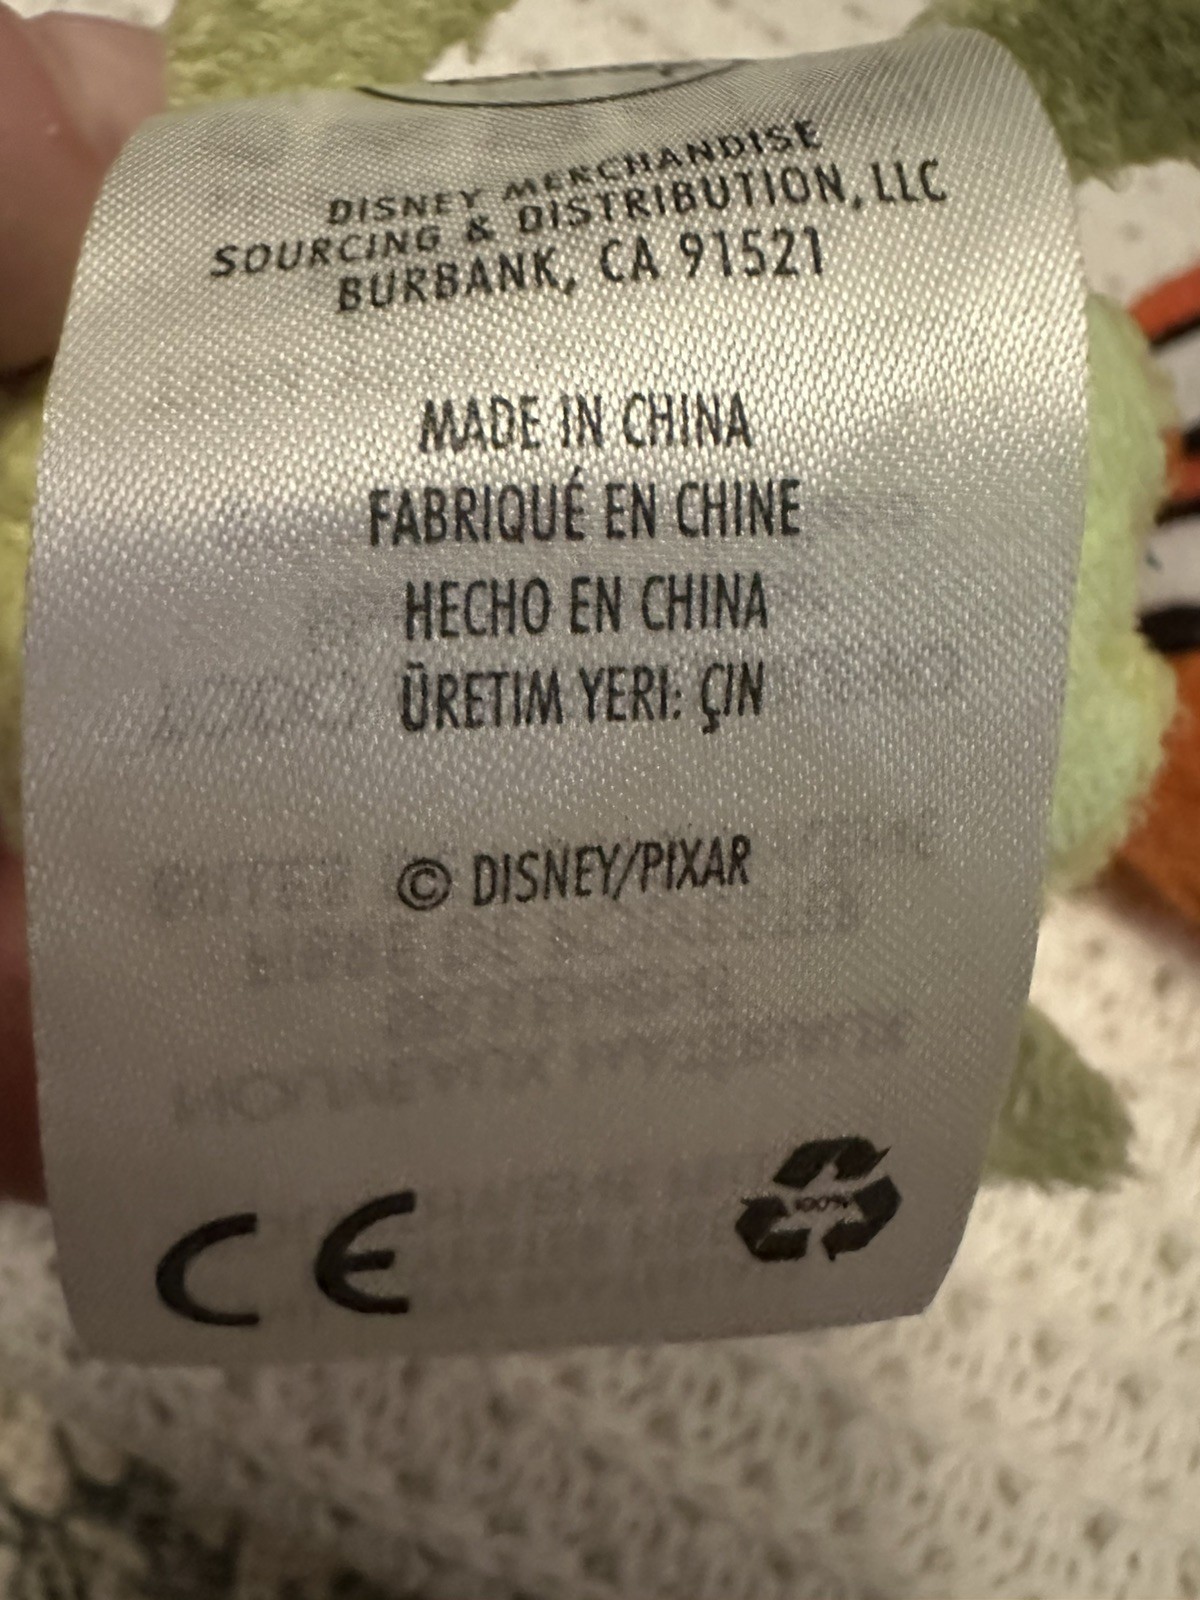 DISNEY MERCHANDISE
SOURCING & DISTRIBUTION, LLC
BURBANK, CA 91521
MADE IN CHINA
FABRIQUÉ EN CHINE
HECHO EN CHINA
ÜRETIM YERI: ÇIN
© DISNEY/PIXAR
CE
100%